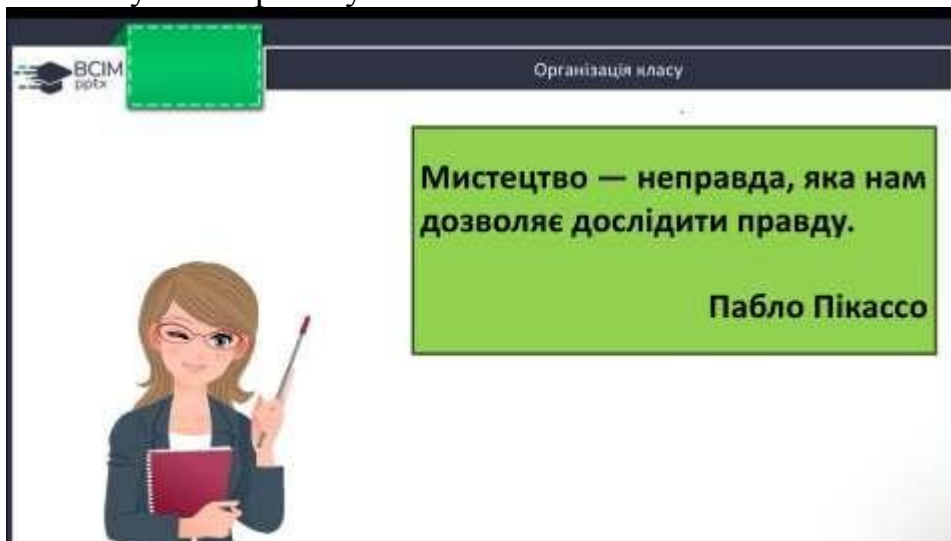 ВСІМ
pptx
Організація класу
Мистецтво — неправда, яка нам
дозволяє дослідити правду.
Пабло Пікассо